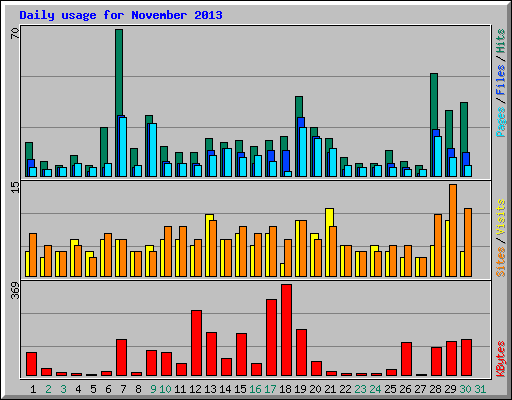 Daily usage for November 2013
70
15
369
Pages / Files / Hits
Sites / Visits
KBytes
1 2 3 4 5 6 7 8 9 10 11 12 13 14 15 16 17 18 19 20 21 22 23 24 25 26 27 28 29 30 31